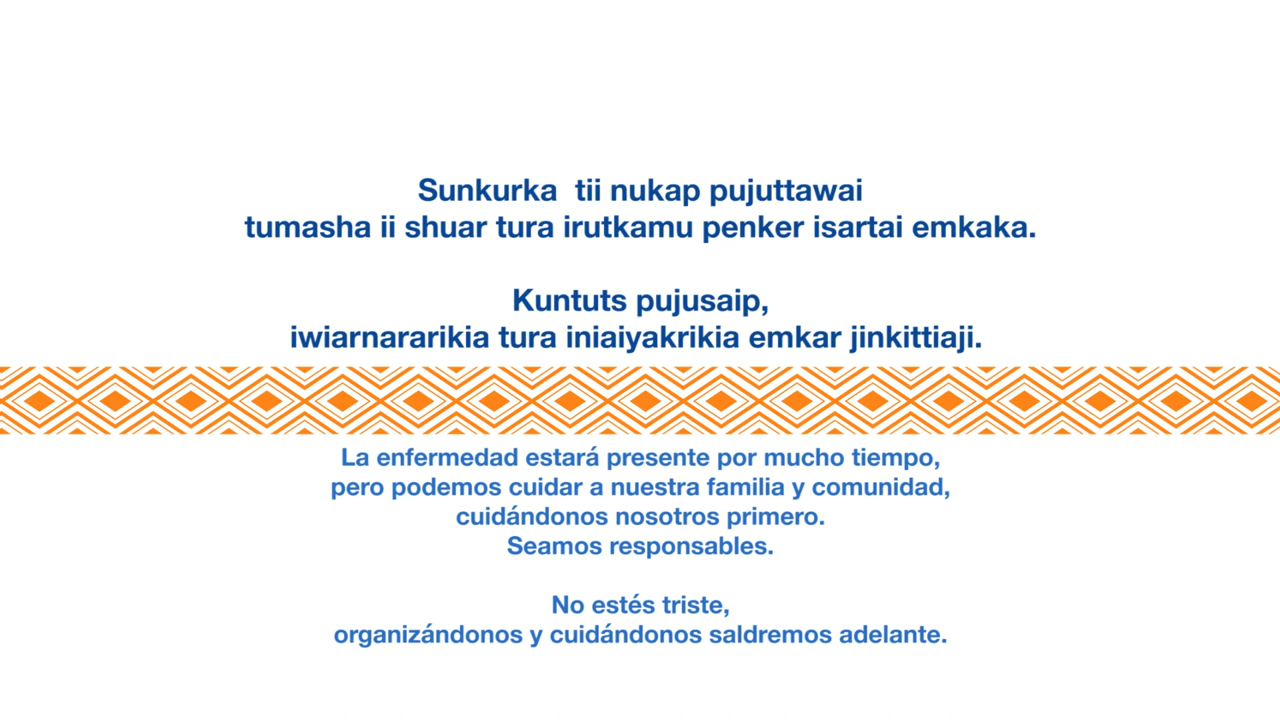 Sunkurka  tii nukap pujuttawai
tumasha ii shuar tura irutkamu penker isartai emkaka.
Kuntuts pujusaip,
iwiarnararikia tura iniaiyakrikia emkar jinkittiaji.
La enfermedad estará presente por mucho tiempo,
pero podemos cuidar a nuestra familia y comunidad,
cuidándonos nosotros primero.
Seamos responsables.
No estés triste,
organizándonos y cuidándonos saldremos adelante.